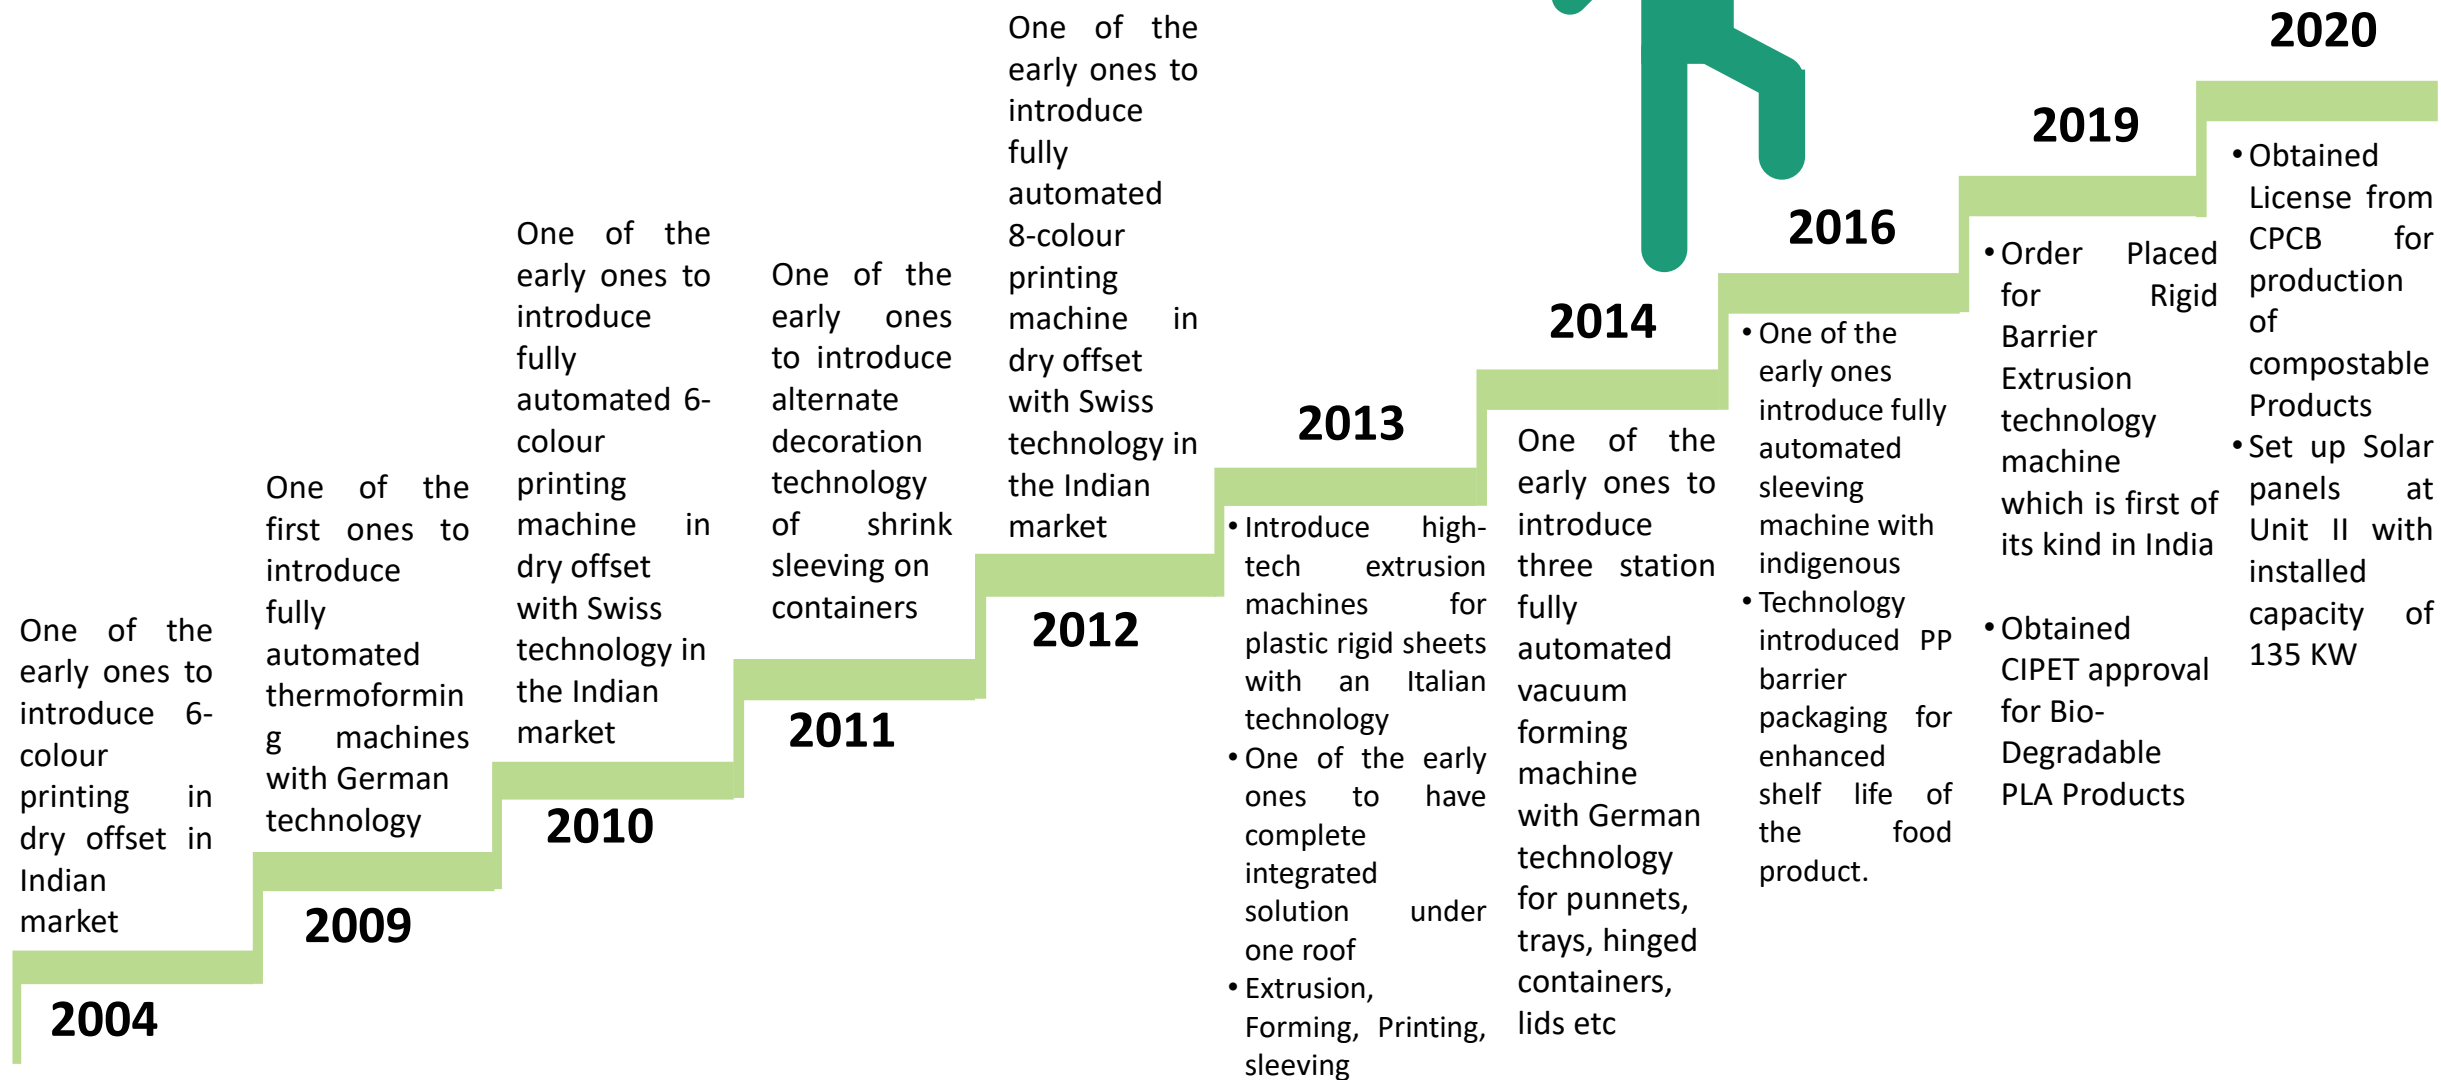 One of the
early ones to
introduce 6-
colour
printing in
dry offset in
Indian
market
2004
One of the
first ones to
introduce
fully
automated
thermoformin
g machines
with German
technology
2009
One of the
early ones to
introduce
fully
automated 6-
colour
printing
machine in
dry offset
with Swiss
technology in
the Indian
market
2010
One of the
early ones
to introduce
alternate
decoration
technology
of shrink
sleeving on
containers
2011
One of the
early ones to
introduce
fully
automated
8-colour
printing
machine in
dry offset
with Swiss
technology in
the Indian
market
2012
2013
• Introduce high-
tech extrusion
machines for
plastic rigid sheets
with an Italian
technology
• One of the early
ones to have
complete
integrated
solution under
one roof
• Extrusion,
Forming, Printing,
sleeving
2014
One of the
early ones to
introduce
three station
fully
automated
vacuum
forming
machine
with German
technology
for punnets,
trays, hinged
containers,
lids etc
2016
• One of the
early ones
introduce fully
automated
sleeving
machine with
indigenous
• Technology
introduced PP
barrier
packaging for
enhanced
shelf life of
the food
product.
2019
• Order Placed
for Rigid
Barrier
Extrusion
technology
machine
which is first of
its kind in India
• Obtained
CIPET approval
for Bio-
Degradable
PLA Products
2020
• Obtained
License from
CPCB for
production
of
compostable
Products
• Set up Solar
panels at
Unit II with
installed
capacity of
135 KW